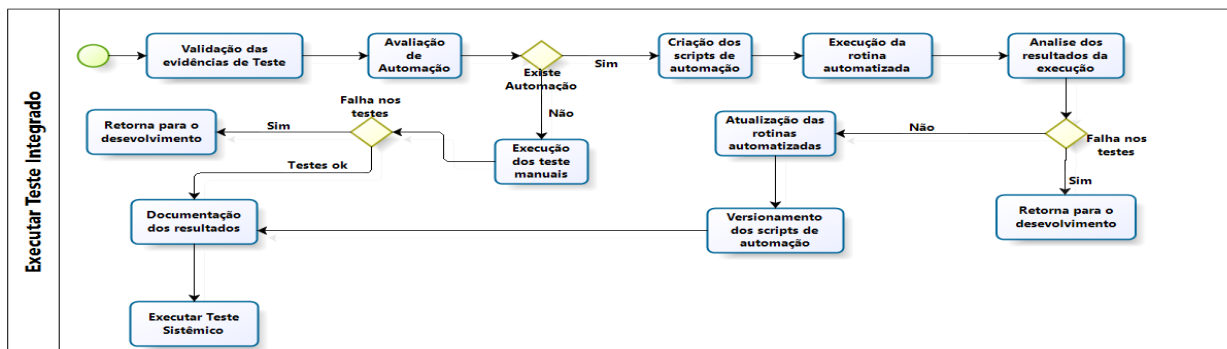 Executar Teste Integrado
Validação das
evidências de Teste
Avaliação
de Automação
Existe
Automação
Sim
Não
Criação dos
scripts de
automação
Execução da
rotina
automatizada
Analise dos
resultados da
execução
Falha nos
testes
Não
Sim
Retorna para o
desevolvimento
Atualização das
rotinas
automatizadas
Versionamento
dos scripts de
automação
Execução
dos teste
manuais
Falha nos
testes
Sim
Retorna para o
desevolvimento
Testes ok
Documentação
dos resultados
Executar Teste
Sistêmico